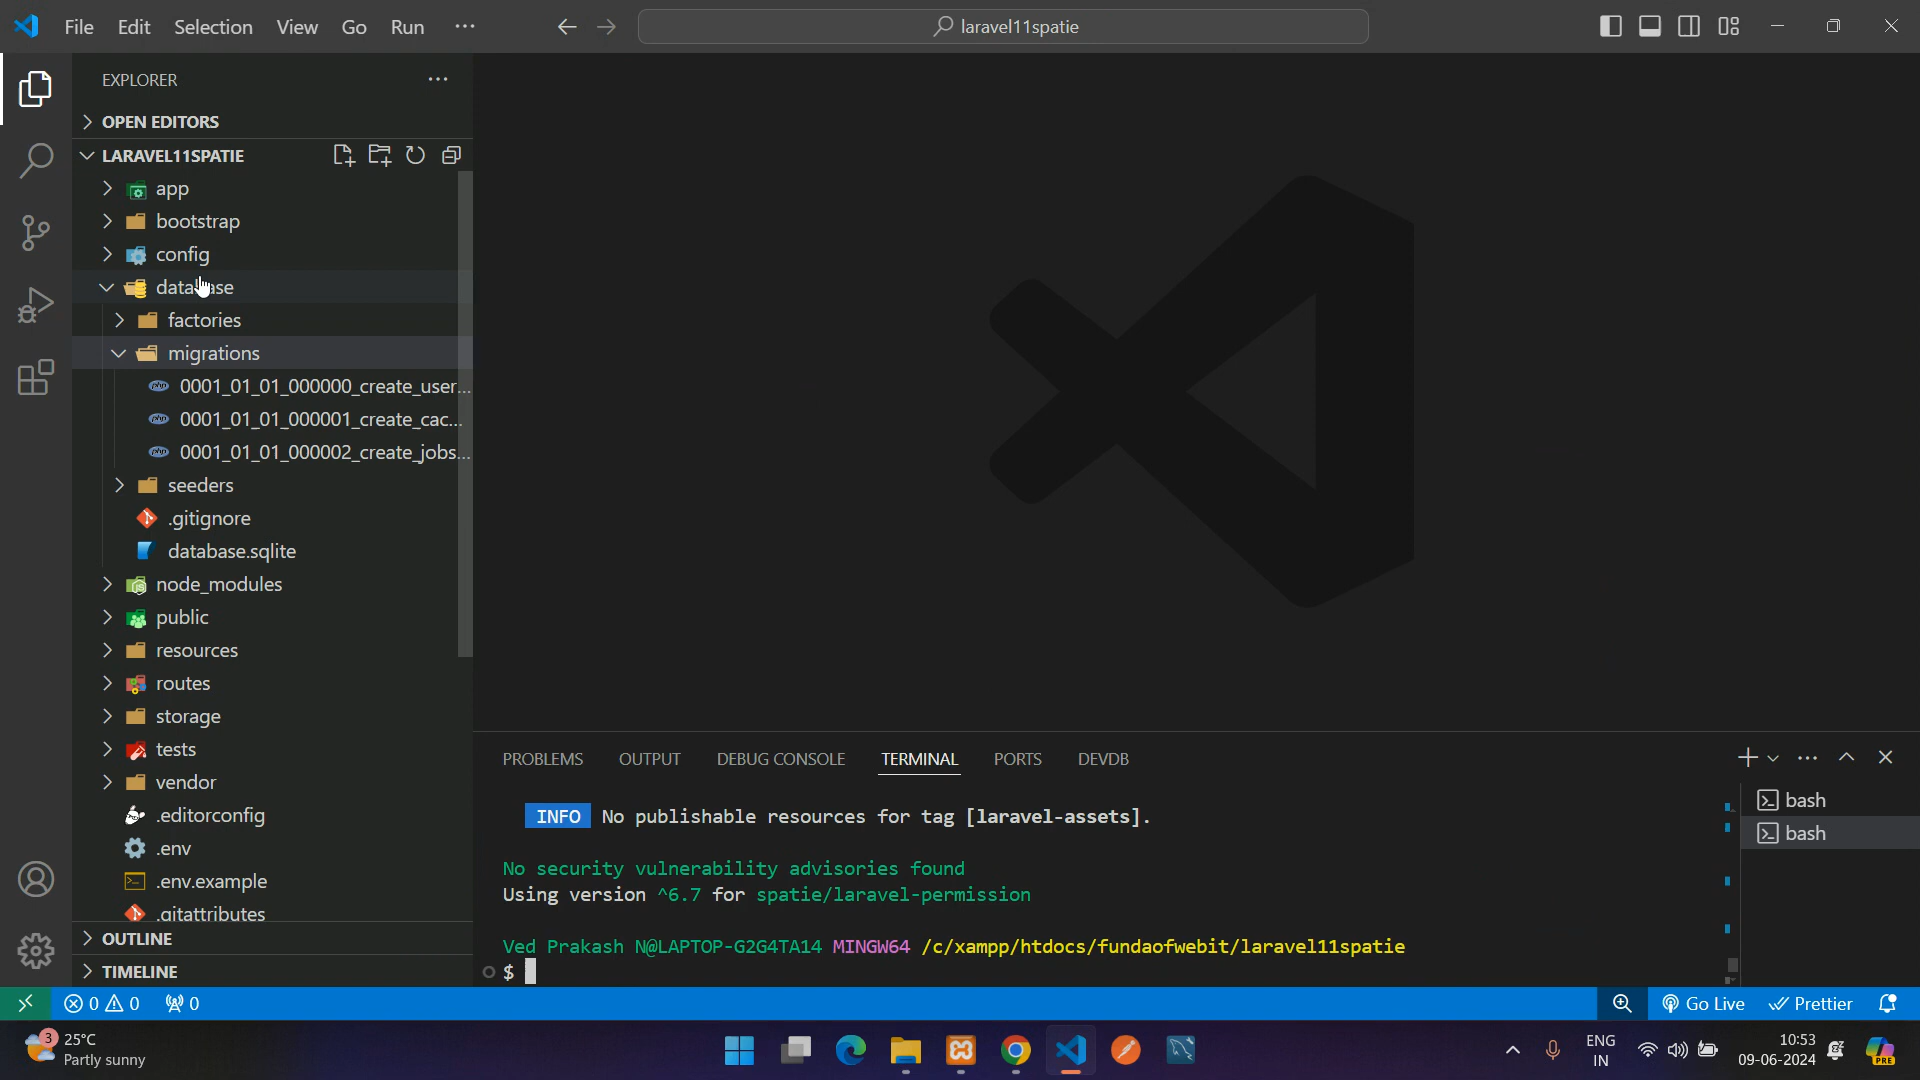 File Edit Selection View Go Run ···
laravel11spatie
EXPLORER
OPEN EDITORS
LARAVEL11SPATIE
app
bootstrap
config
database
factories
migrations
0001_01_01_000000_create_user...
0001_01_01_000001_create_cac...
0001_01_01_000002_create_jobs...
seeders
.gitignore
database.sqlite
node_modules
public
resources
routes
storage
tests
vendor
.editorconfig
.env
.env.example
.gitattributes
OUTLINE
TIMELINE
PROBLEMS OUTPUT DEBUG CONSOLE TERMINAL PORTS DEVDB
INFO No publishable resources for tag [laravel-assets].
No security vulnerability advisories found
Using version ^6.7 for spatie/laravel-permission
Ved Prakash N@LAPTOP-G2G4TA14 MINGW64 /c/xampp/htdocs/fundaofwebit/laravel11spatie
$
bash
bash
0 0 0
Go Live Prettier
3 25°C
Partly sunny
ENG
IN
10:53
09-06-2024
PRE